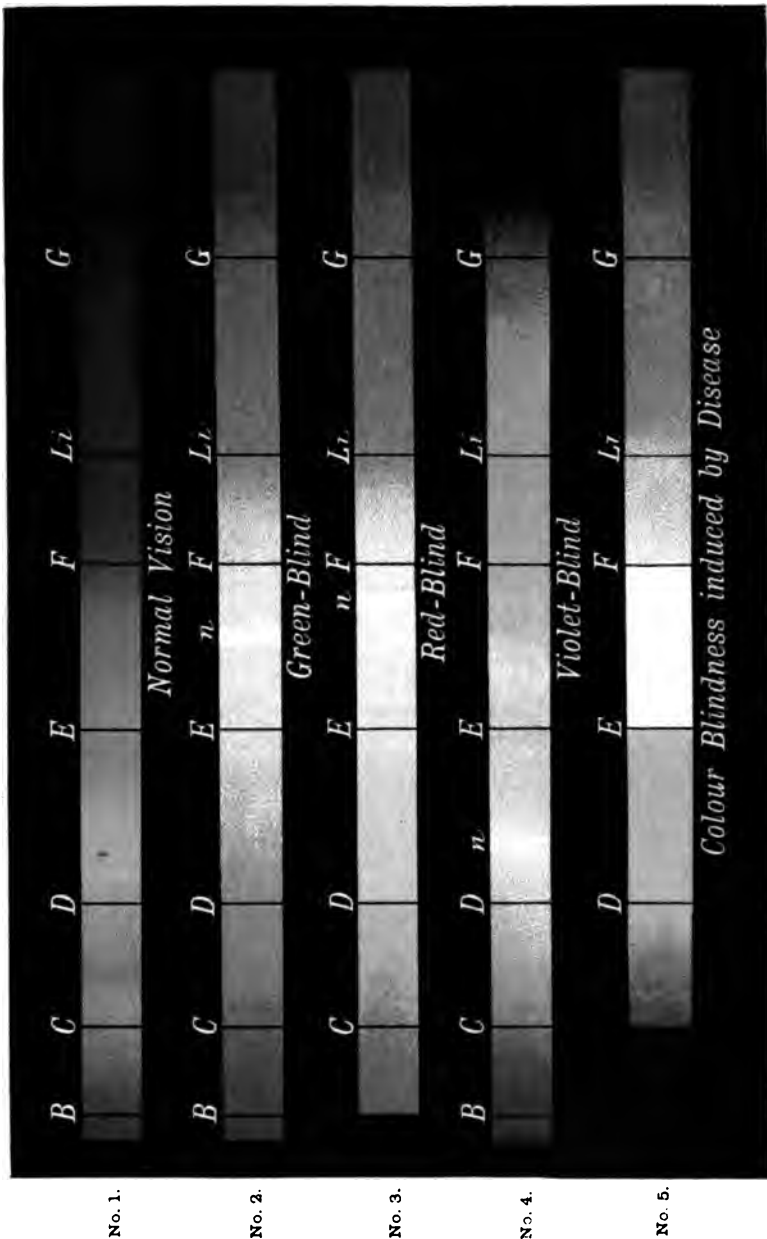 No. 1.
B C D E F Li G
Normal Vision
No. 2.
B C D E n F Li G
Green-Blind
No. 3.
C D E n F Li G
Red-Blind
No. 4.
B C D n E F Li G
Violet-Blind
No. 5.
D E F Li G
Colour Blindness induced by Disease